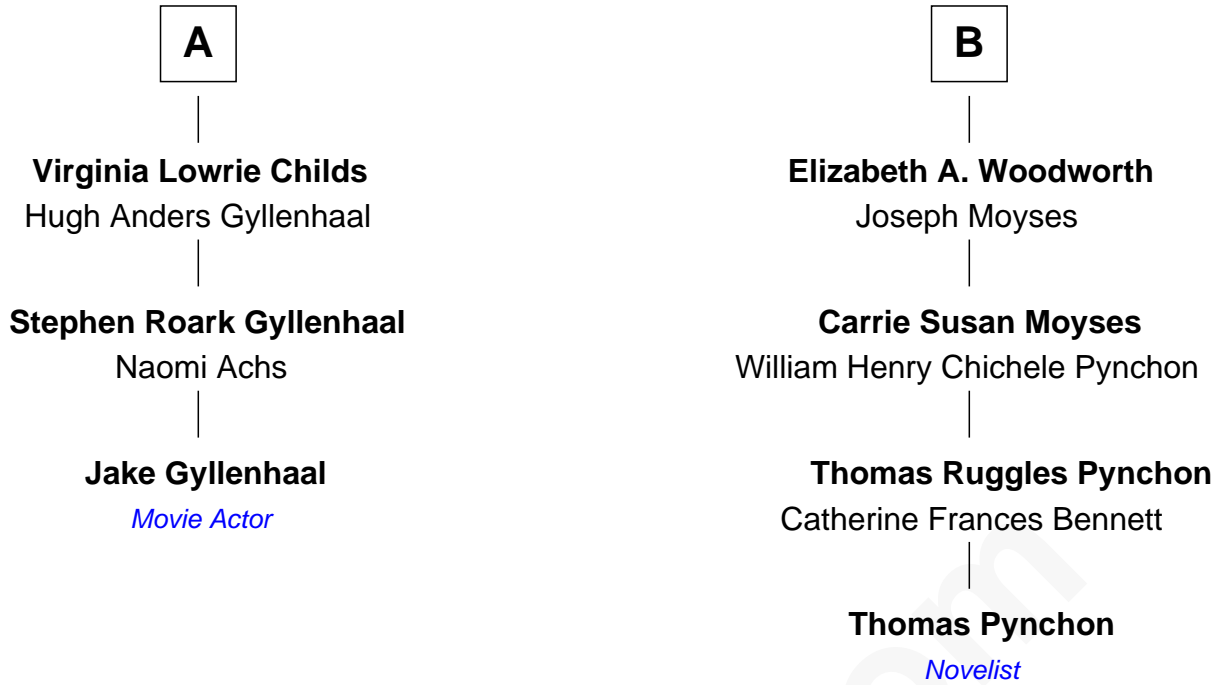 A
Virginia Lowrie Childs
Hugh Anders Gyllenhaal
Stephen Roark Gyllenhaal
Naomi Achs
Jake Gyllenhaal
Movie Actor
B
Elizabeth A. Woodworth
Joseph Moyses
Carrie Susan Moyses
William Henry Chichele Pynchon
Thomas Ruggles Pynchon
Catherine Frances Bennett
Thomas Pynchon
Novelist
om